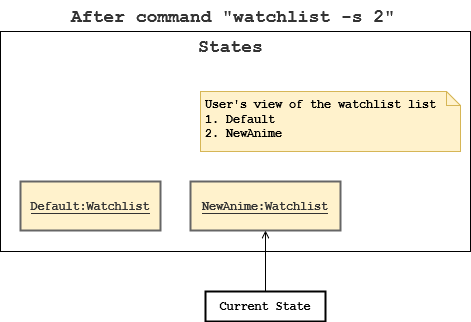 After command "watchlist -s 2"
States
User's view of the watchlist list
1. Default
2. NewAnime
Default:Watchlist
NewAnime:Watchlist
Current State